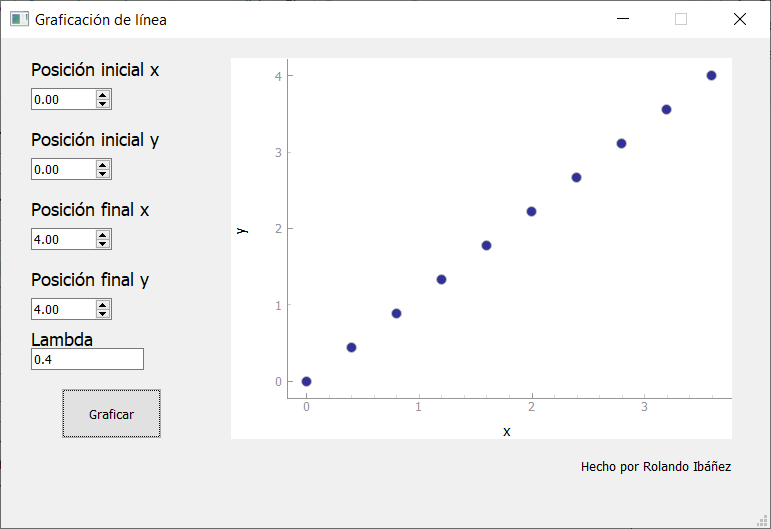 Graficación de línea
Posición inicial x
0.00
Posición inicial y
0.00
Posición final x
4.00
Posición final y
4.00
Lambda
0.4
Graficar
4
3
2
1
0
y
0 1 2 3
x
Hecho por Rolando Ibáñez